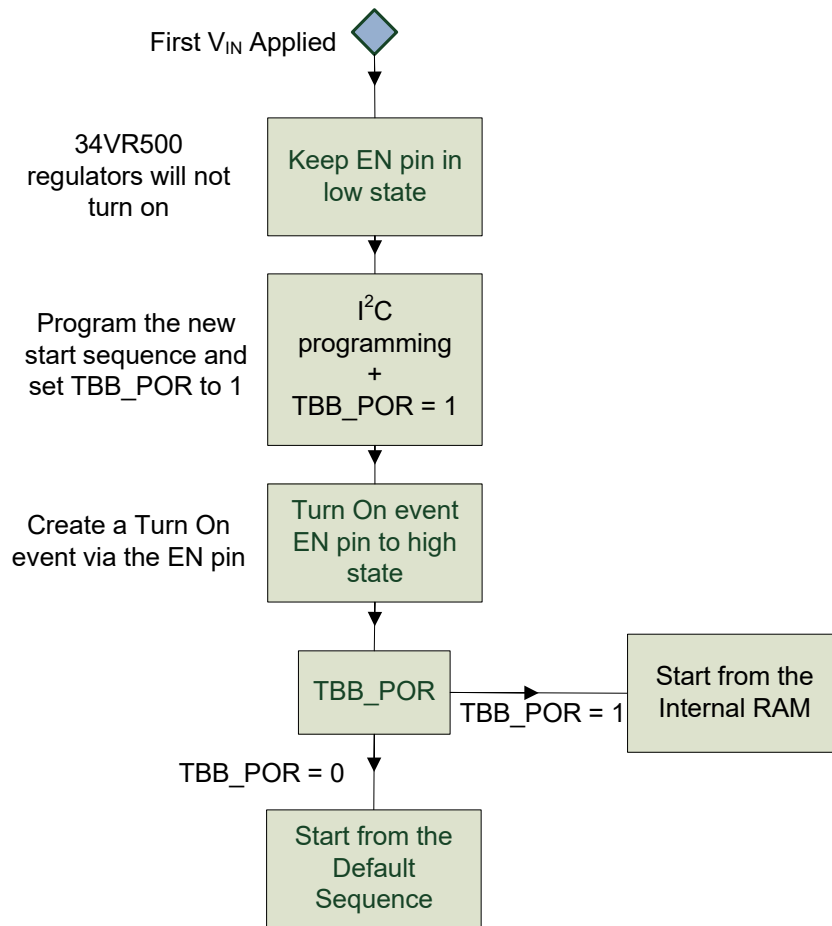 First V_IN Applied
34VR500
regulators will not
turn on
Keep EN pin in
low state
Program the new
start sequence and
set TBB_POR to 1
I²C
programming
+
TBB_POR = 1
Create a Turn On
event via the EN pin
Turn On event
EN pin to high
state
TBB_POR
TBB_POR = 1
Start from the
Internal RAM
TBB_POR = 0
Start from the
Default
Sequence